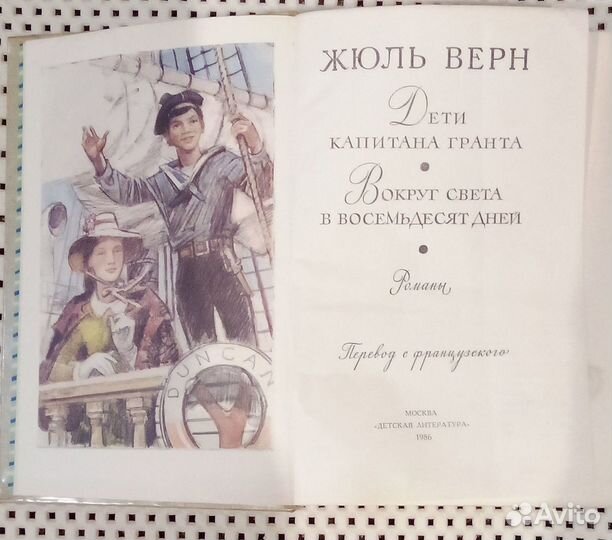 DUNCAN
ЖЮЛЬ ВЕРН
Дети
капитана Гранта
Вокруг света
в восемьдесят дней
Романы
Перевод с французского
МОСКВА
«ДЕТСКАЯ ЛИТЕРАТУРА»
1986
Avito